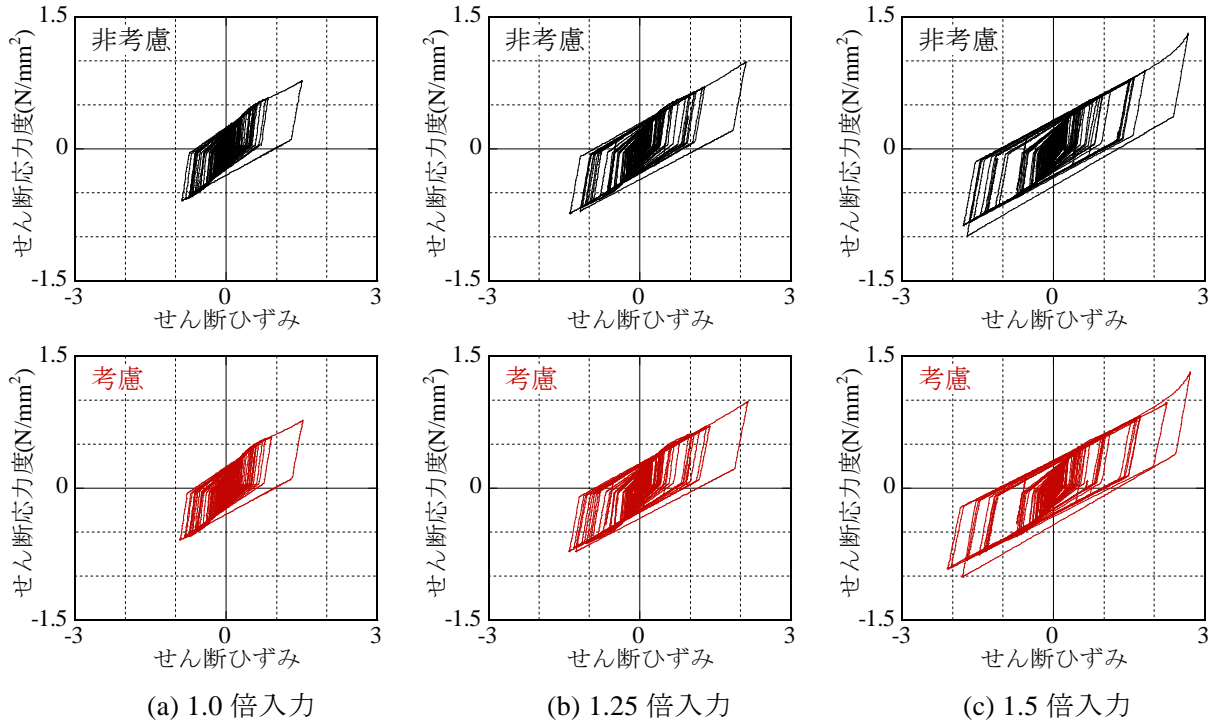 1.5
非考慮
0
-1.5
-3
0
3
せん断応力度(N/mm²)
せん断ひずみ
1.5
非考慮
0
-1.5
-3
0
3
せん断応力度(N/mm²)
せん断ひずみ
1.5
非考慮
0
-1.5
-3
0
3
せん断応力度(N/mm²)
せん断ひずみ
1.5
考慮
0
-1.5
-3
0
3
せん断応力度(N/mm²)
せん断ひずみ
1.5
考慮
0
-1.5
-3
0
3
せん断応力度(N/mm²)
せん断ひずみ
1.5
考慮
0
-1.5
-3
0
3
せん断応力度(N/mm²)
せん断ひずみ
(a) 1.0 倍入力
(b) 1.25 倍入力
(c) 1.5 倍入力